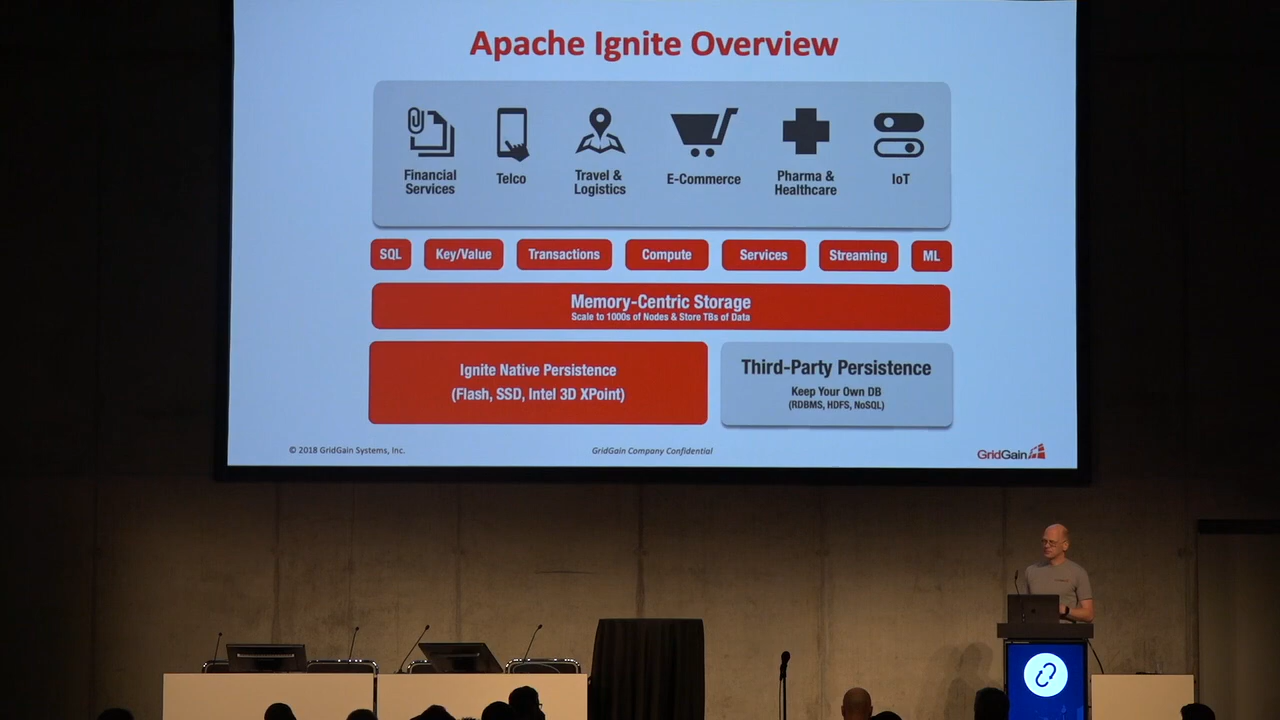 Apache Ignite Overview
Financial
Services
Telco
Travel &
Logistics
E-Commerce
Pharma &
Healthcare
IoT
SQL
Key/Value
Transactions
Compute
Services
Streaming
ML
Memory-Centric Storage
Scale to 1000s of Nodes & Store TBs of Data
Ignite Native Persistence
(Flash, SSD, Intel 3D XPoint)
Third-Party Persistence
Keep Your Own DB
(RDBMS, HDFS, NoSQL)
© 2018 GridGain Systems, Inc.
GridGain Company Confidential
GridGain